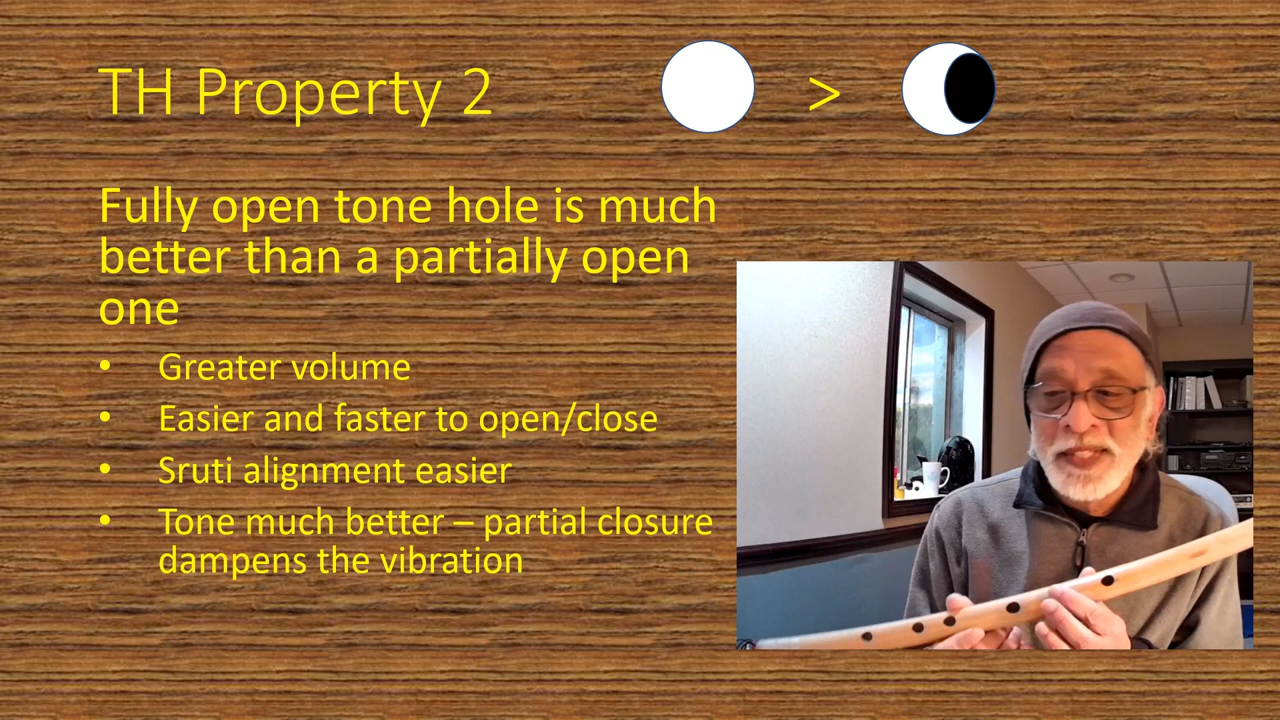 TH Property 2 >
Fully open tone hole is much
better than a partially open
one
• Greater volume
• Easier and faster to open/close
• Sruti alignment easier
• Tone much better – partial closure
dampens the vibration